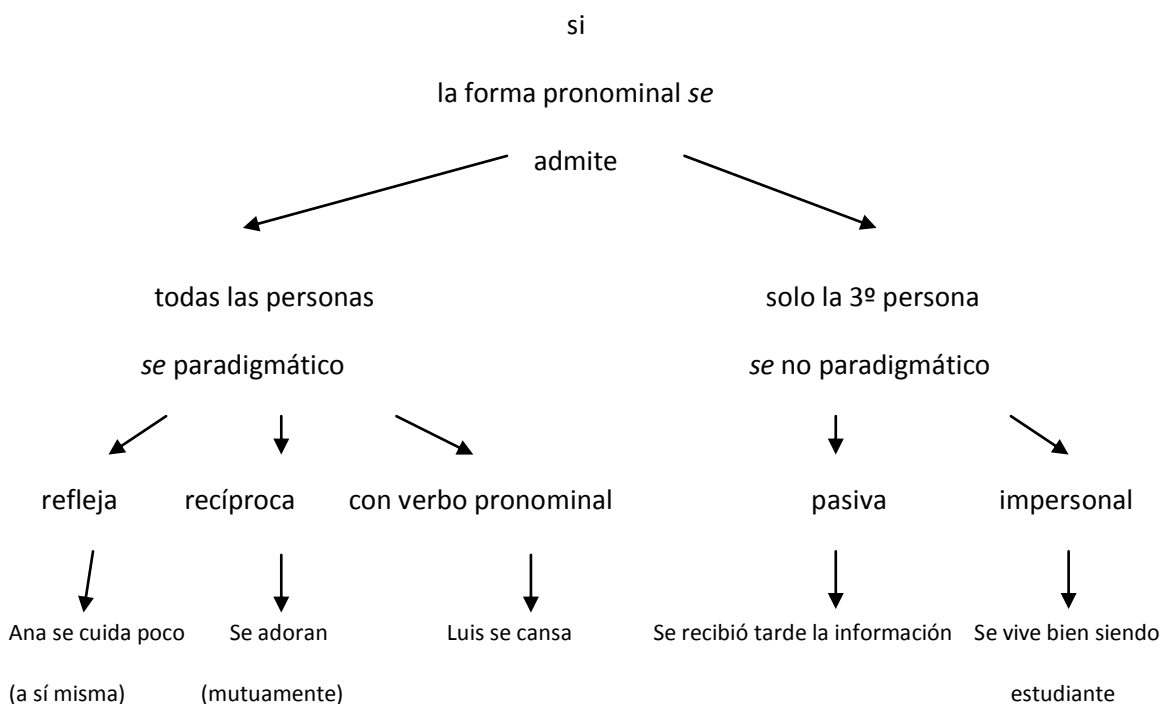 si
la forma pronominal se
admite
todas las personas
solo la 3º persona
se paradigmático
se no paradigmático
refleja
recíproca
con verbo pronominal
pasiva
impersonal
Ana se cuida poco
Se adoran
Luis se cansa
Se recibió tarde la información
Se vive bien siendo
(a sí misma)
(mutuamente)
estudiante